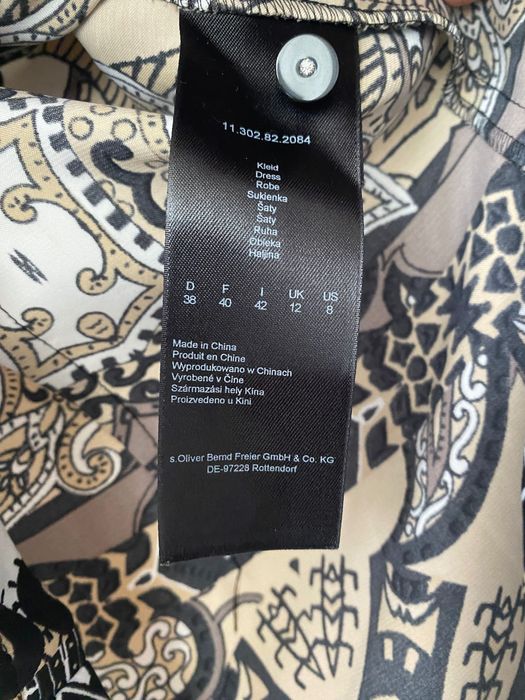 11.302.82.2084
Kleid
Dress
Robe
Sukienka
Šaty
Šaty
Ruha
Obleka
Haljina
D F I UK US
38 40 42 12 8
Made in China
Produit en Chine
Wyprodukowano w Chinach
Vyrobené v Číne
Származási hely Kína
Proizvedeno u Kini
s.Oliver Bernd Freier GmbH & Co. KG
DE-97228 Rottendorf